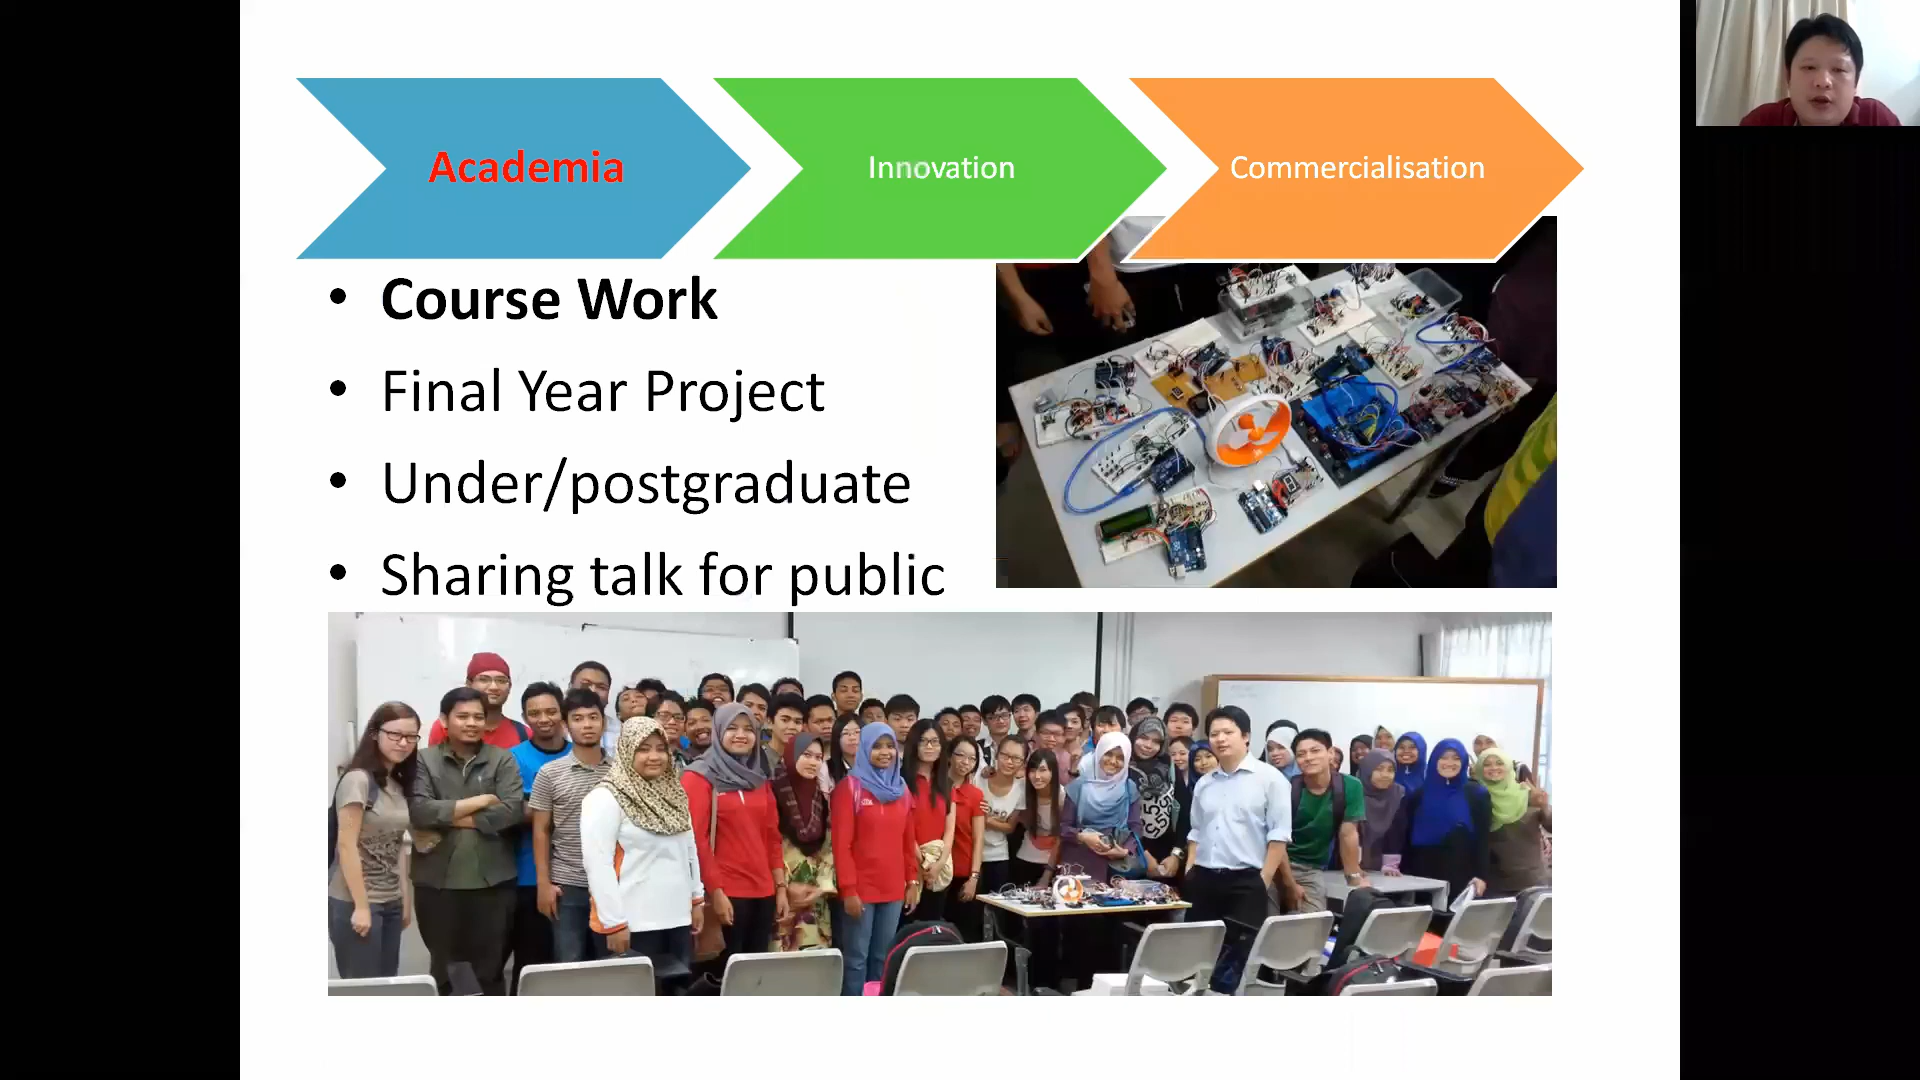 Academia
Innovation
Commercialisation
• Course Work
• Final Year Project
• Under/postgraduate
• Sharing talk for public